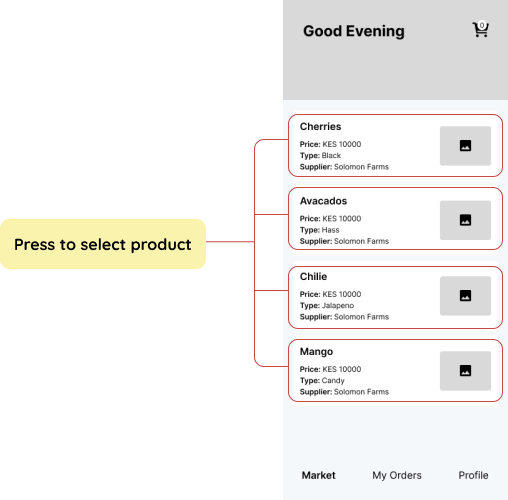 Good Evening
0
Cherries
Price: KES 10000
Type: Black
Supplier: Solomon Farms
Avacados
Price: KES 10000
Type: Hass
Supplier: Solomon Farms
Press to select product
Chilie
Price: KES 10000
Type: Jalapeno
Supplier: Solomon Farms
Mango
Price: KES 10000
Type: Candy
Supplier: Solomon Farms
Market My Orders Profile